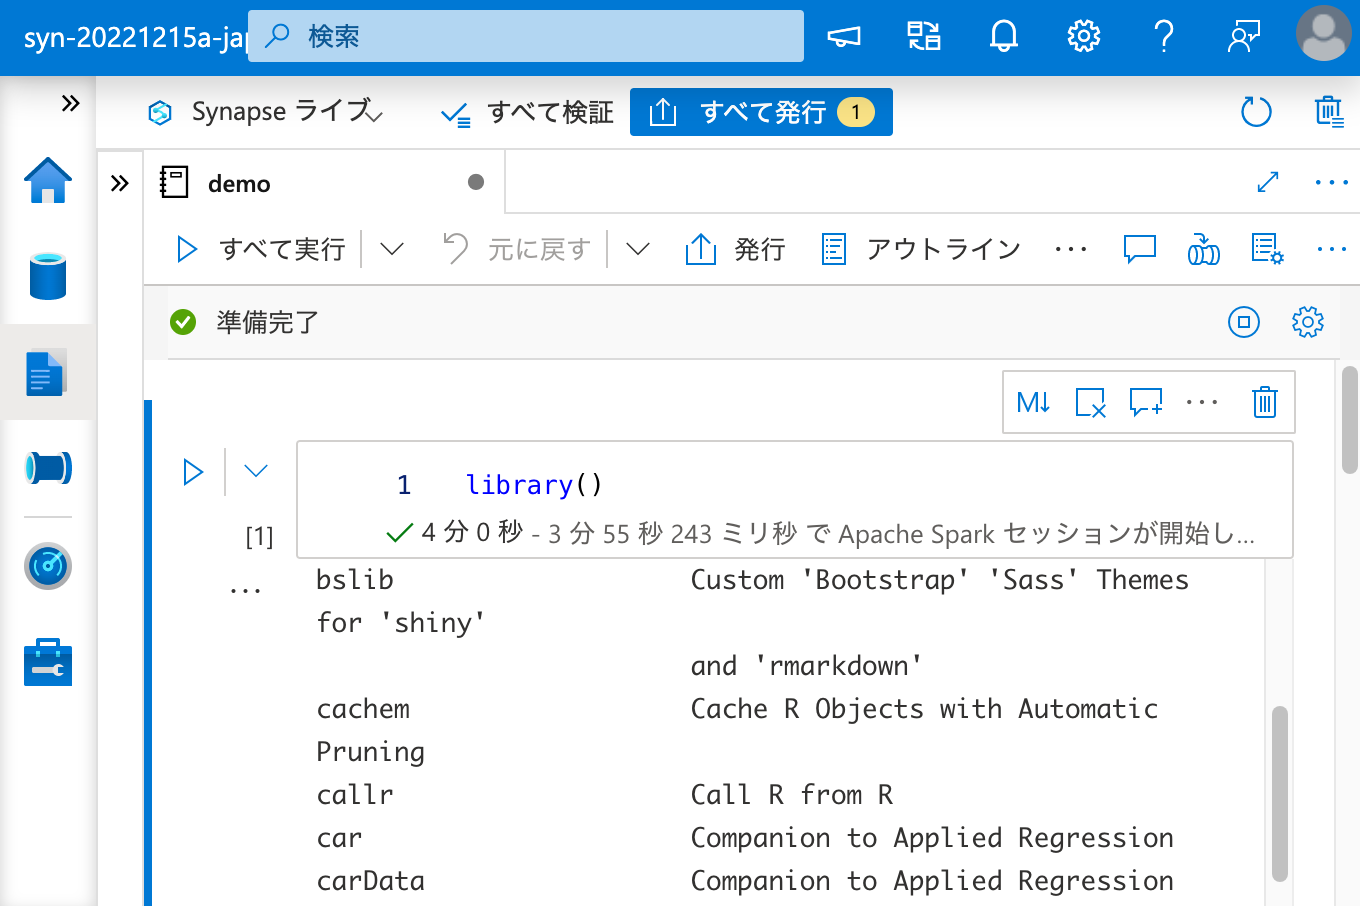 syn-20221215a-jap
検索
Synapse ライブ
すべて検証
すべて発行 1
demo
すべて実行
元に戻す
発行
アウトライン
準備完了
M↓
1 library()
[1]
4 分 0 秒 - 3 分 55 秒 243 ミリ秒 で Apache Spark セッションが開始し...
bslib Custom 'Bootstrap' 'Sass' Themes
for 'shiny'
and 'rmarkdown'
cachem Cache R Objects with Automatic
Pruning
callr Call R from R
car Companion to Applied Regression
carData Companion to Applied Regression